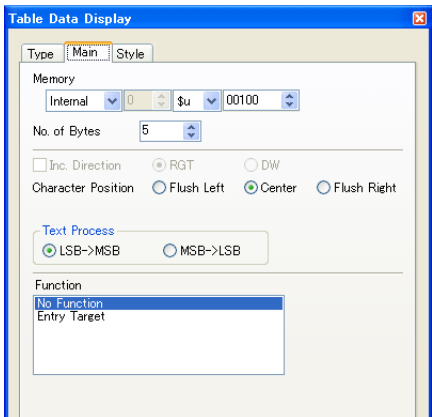 Table Data Display
Type Main Style
Memory
Internal 0 $u 00100
No. of Bytes 5
Inc. Direction RGT DW
Character Position Flush Left Center Flush Right
Text Process
LSB->MSB MSB->LSB
Function
No Function
Entry Target